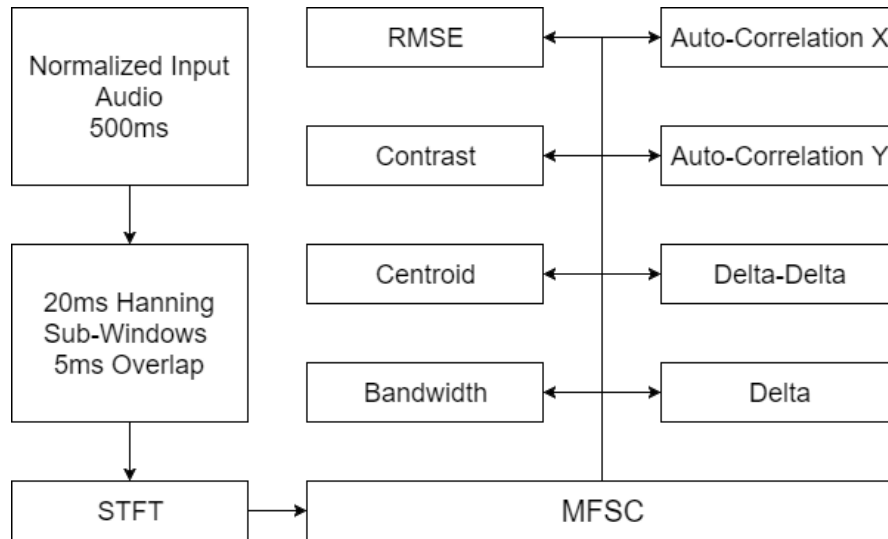 Normalized Input
Audio
500ms
20ms Hanning
Sub-Windows
5ms Overlap
STFT
RMSE
Contrast
Centroid
Bandwidth
Auto-Correlation X
Auto-Correlation Y
Delta-Delta
Delta
MFSC